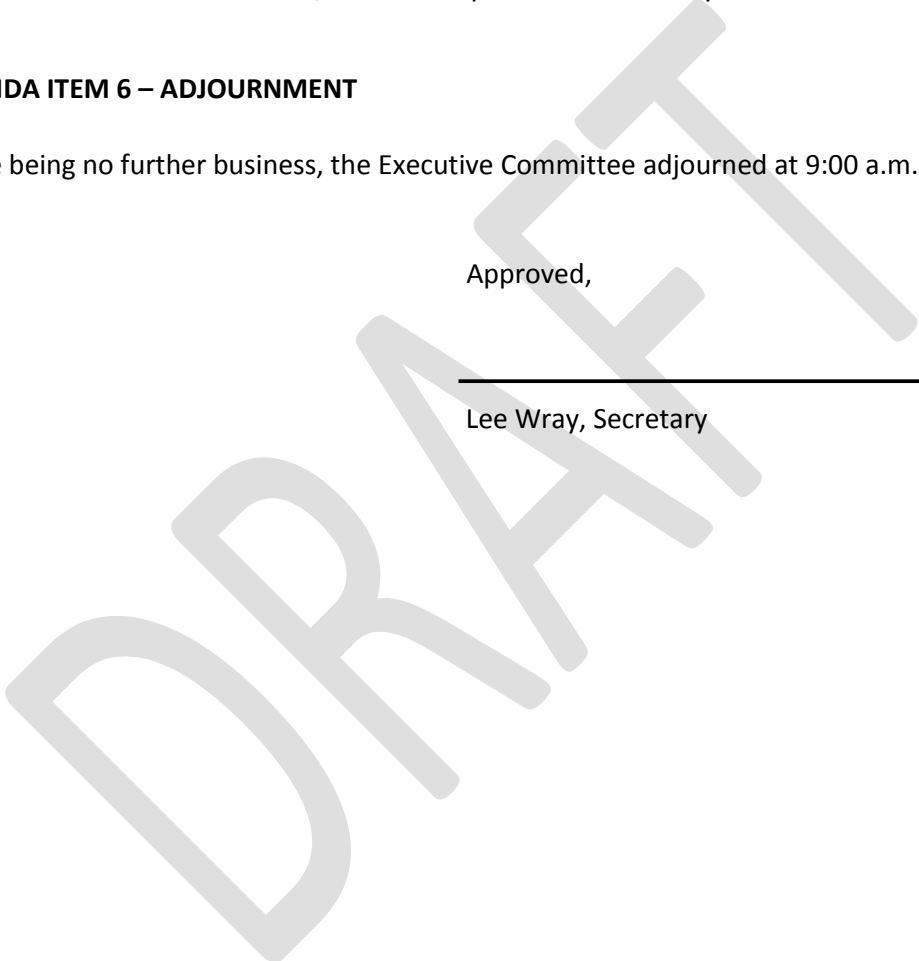 NDA ITEM 6 – ADJOURNMENT
e being no further business, the Executive Committee adjourned at 9:00 a.m.
Approved,
Lee Wray, Secretary
DRAFT